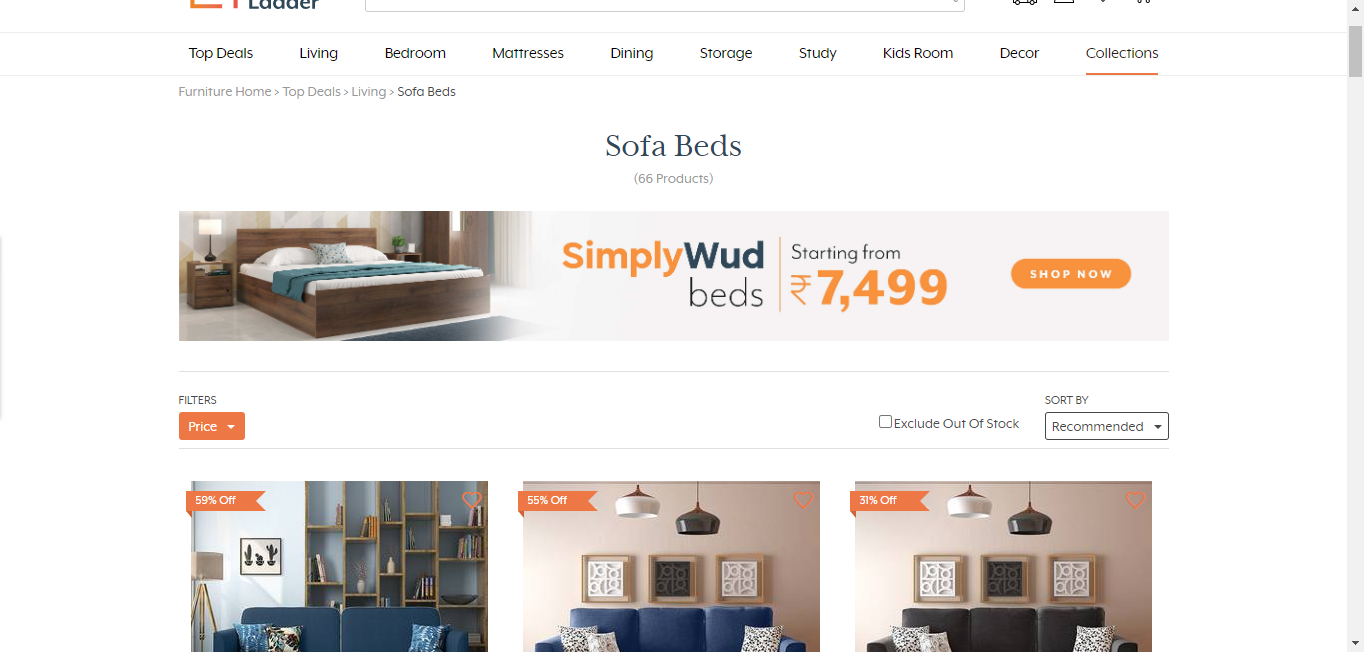 Ladder
Top Deals Living Bedroom Mattresses Dining Storage Study Kids Room Decor Collections
Furniture Home > Top Deals > Living > Sofa Beds
Sofa Beds
(66 Products)
SimplyWud
beds
Starting from
₹7,499
SHOP NOW
FILTERS
Price
Exclude Out Of Stock
SORT BY
Recommended
59% Off
55% Off
31% Off